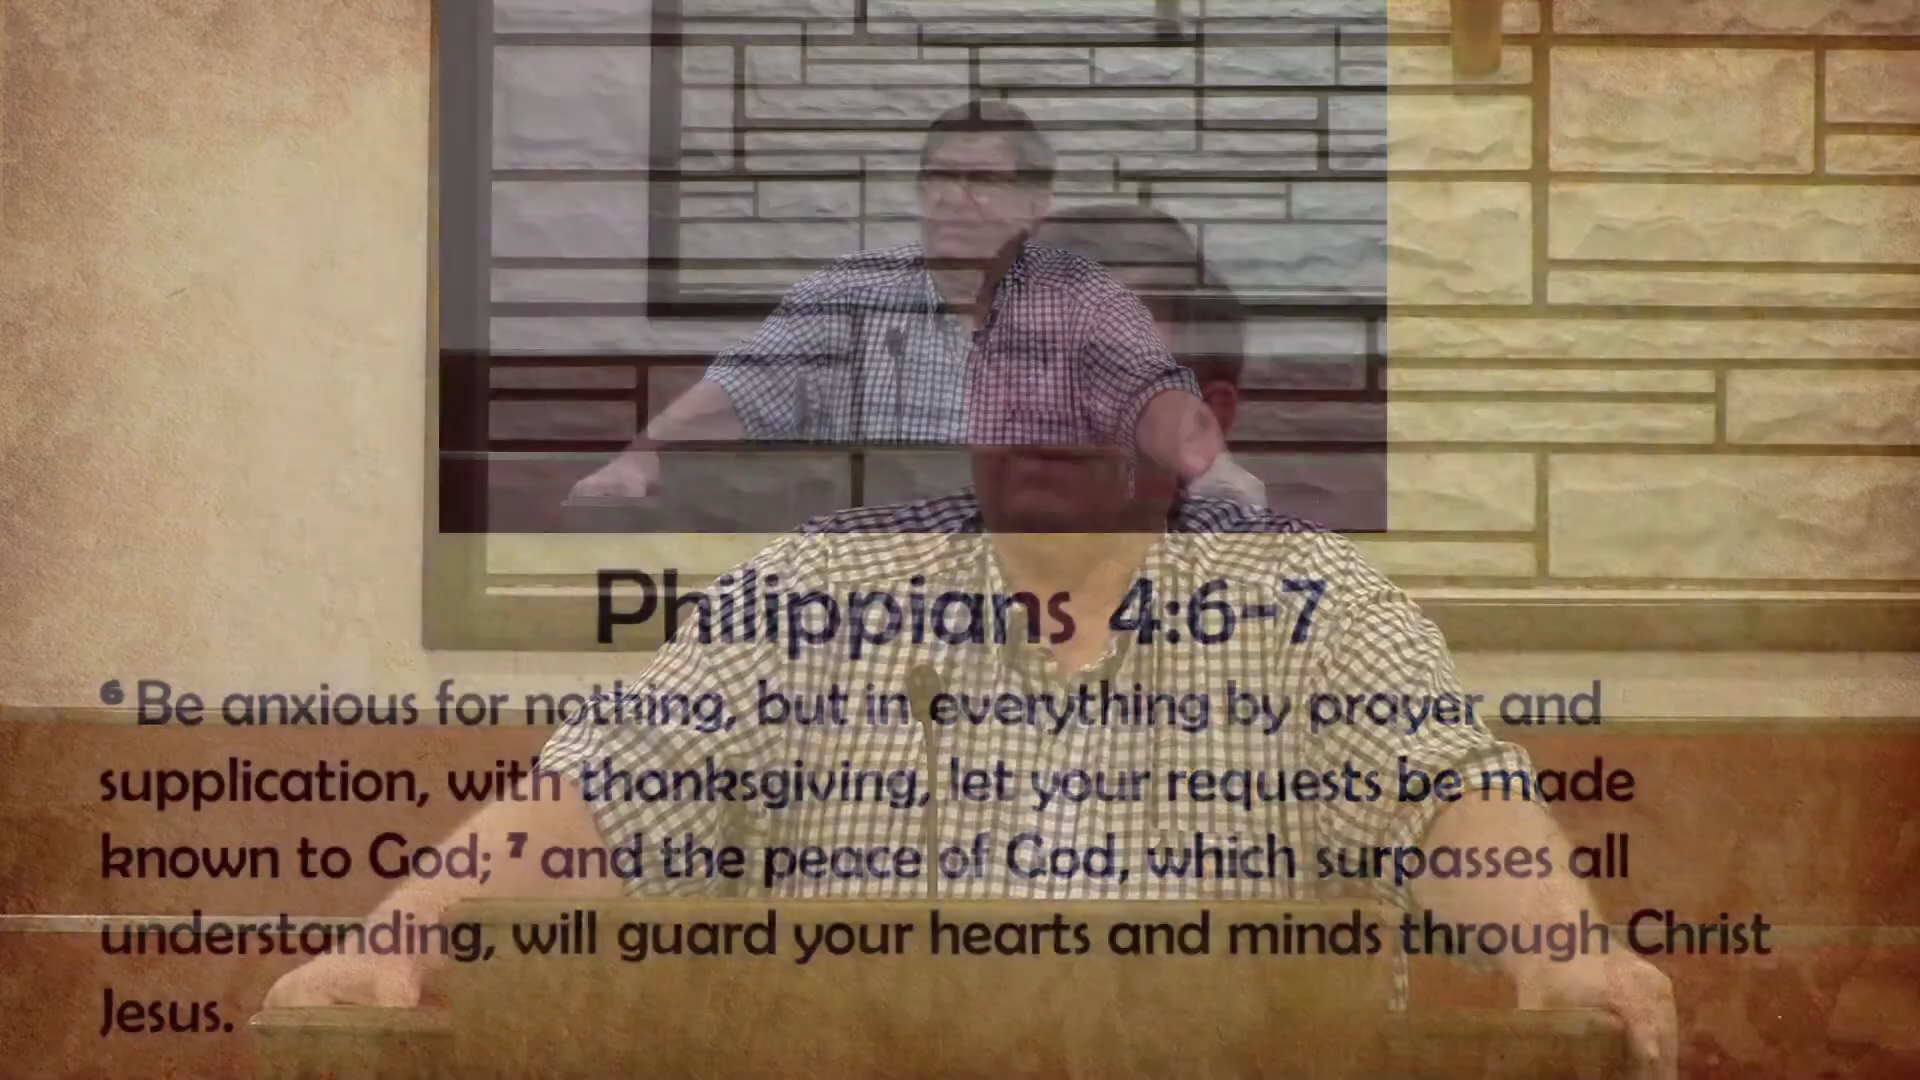 Philippians 4:6-7
6 Be anxious for nothing, but in everything by prayer and
supplication, with thanksgiving, let your requests be made
known to God; 7 and the peace of God, which surpasses all
understanding, will guard your hearts and minds through Christ
Jesus.